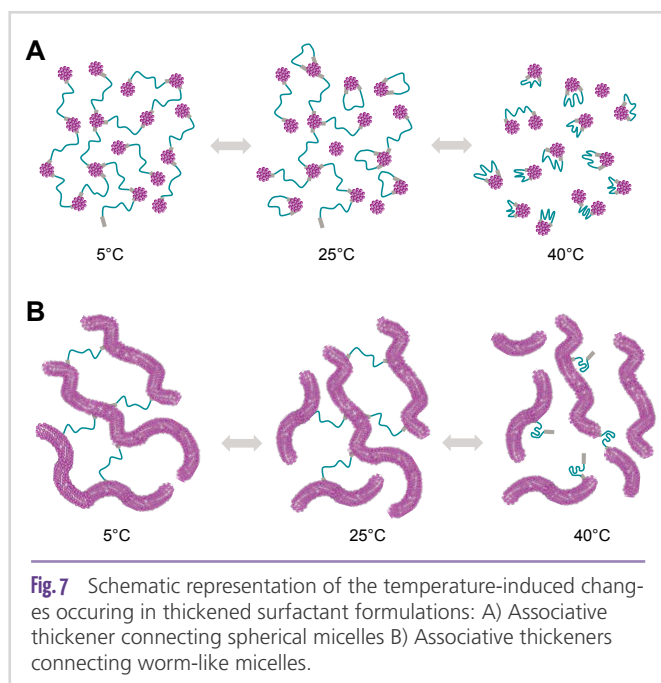 A
5°C 25°C 40°C
B
5°C 25°C 40°C
Fig.7 Schematic representation of the temperature-induced chang-
es occuring in thickened surfactant formulations: A) Associative
thickener connecting spherical micelles B) Associative thickeners
connecting worm-like micelles.